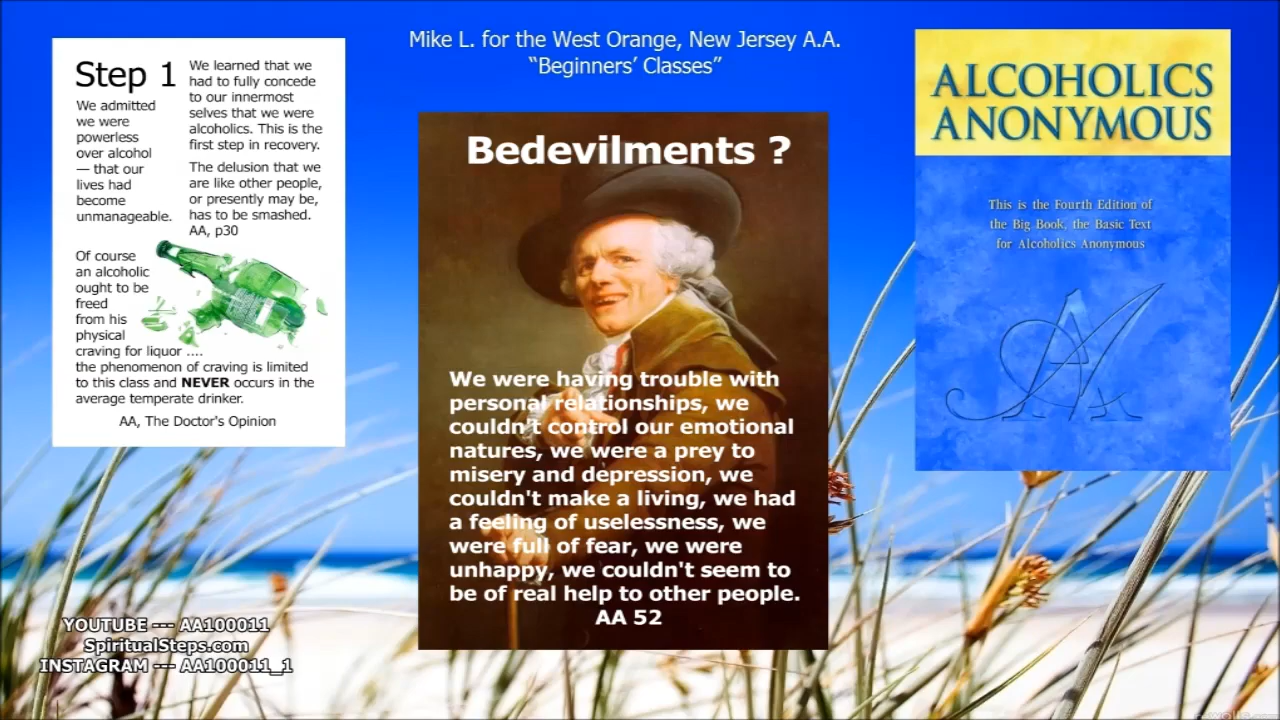 Mike L. for the West Orange, New Jersey A.A.
“Beginners’ Classes”
Step 1
We admitted
we were
powerless
over alcohol
— that our
lives had
become
unmanageable.
We learned that we
had to fully concede
to our innermost
selves that we were
alcoholics. This is the
first step in recovery.
The delusion that we
are like other people,
or presently may be,
has to be smashed.
AA, p30
Of course
an alcoholic
ought to be
freed
from his
physical
craving for liquor ....
the phenomenon of craving is limited
to this class and NEVER occurs in the
average temperate drinker.
AA, The Doctor's Opinion
Bedevilments ?
We were having trouble with
personal relationships, we
couldn't control our emotional
natures, we were a prey to
misery and depression, we
couldn't make a living, we had
a feeling of uselessness, we
were full of fear, we were
unhappy, we couldn't seem to
be of real help to other people.
AA 52
ALCOHOLICS
ANONYMOUS
This is the Fourth Edition of
the Big Book, the Basic Text
for Alcoholics Anonymous
AA
YOUTUBE --- AA100011
SpiritualSteps.com
INSTAGRAM --- AA100011_1